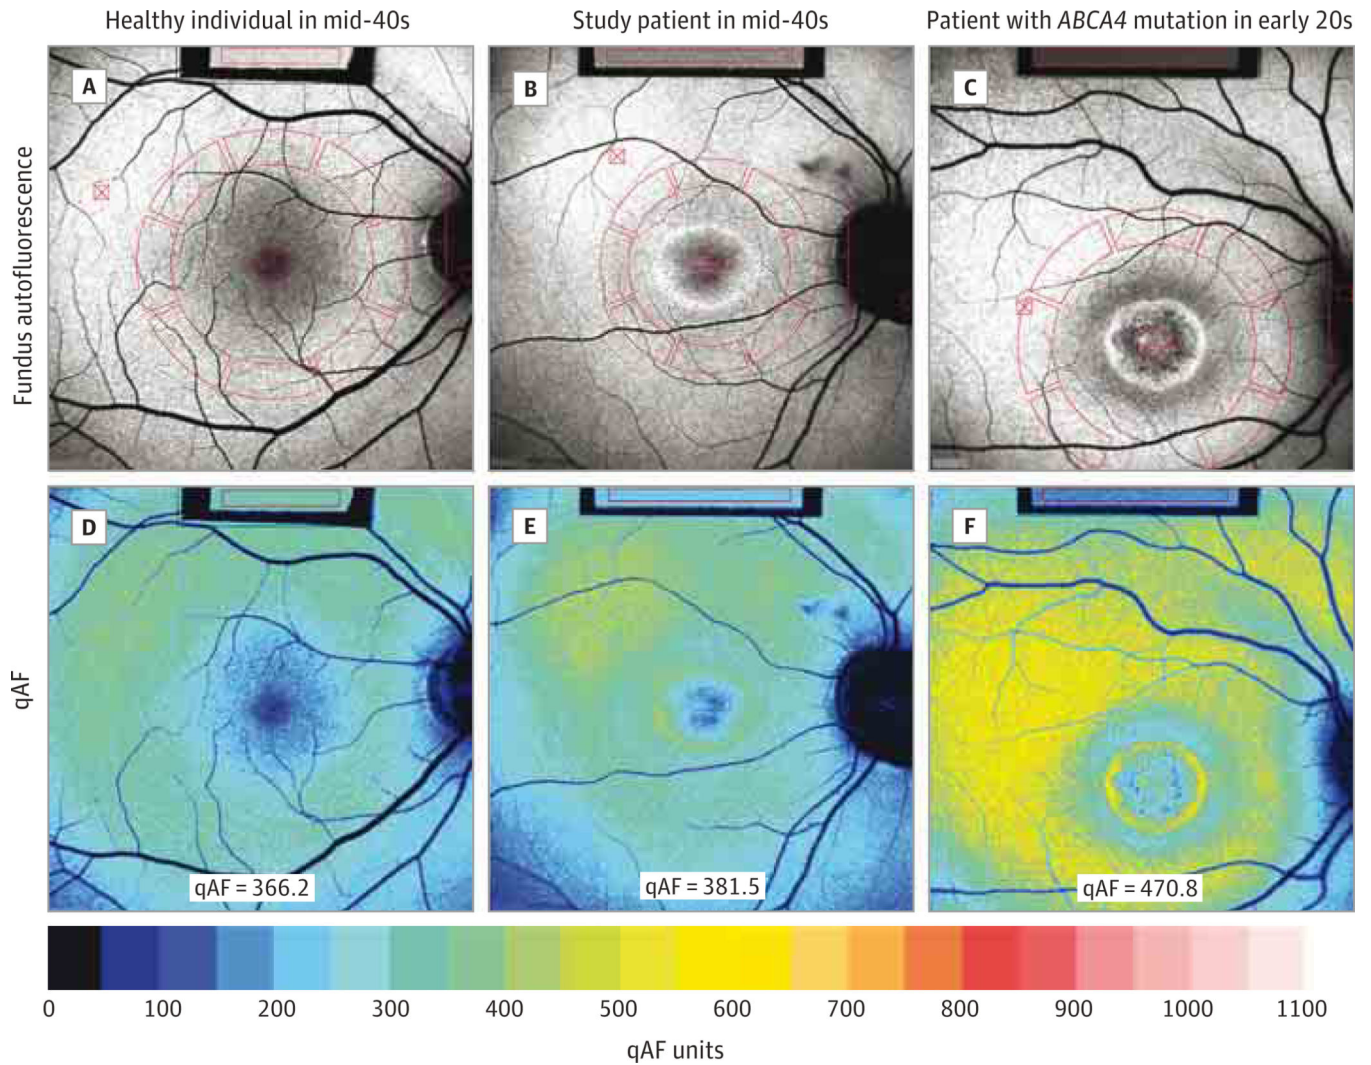 Healthy individual in mid-40s
Study patient in mid-40s
Patient with ABCA4 mutation in early 20s
Fundus autofluorescence
A
B
C
qAF
D
E
F
qAF = 366.2
qAF = 381.5
qAF = 470.8
0 100 200 300 400 500 600 700 800 900 1000 1100
qAF units